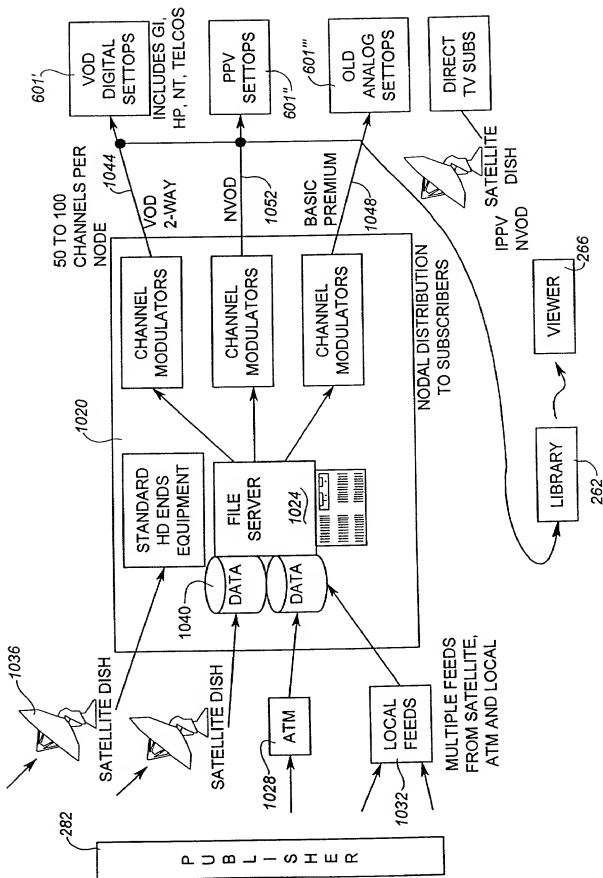 282
P U B L I S H E R
1036
SATELLITE DISH
SATELLITE DISH
1028
ATM
1032
LOCAL
FEEDS
MULTIPLE FEEDS
FROM SATELLITE,
ATM AND LOCAL
1020
STANDARD
HD ENDS
EQUIPMENT
1040
DATA
DATA
FILE
SERVER
1024
CHANNEL
MODULATORS
CHANNEL
MODULATORS
CHANNEL
MODULATORS
NODAL DISTRIBUTION
TO SUBSCRIBERS
50 TO 100
CHANNELS PER
NODE
1044
VOD
2-WAY
NVOD
1052
BASIC
PREMIUM
1048
601'
VOD
DIGITAL
SETTOPS
INCLUDES GI,
HP, NT, TELCOS
PPV
SETTOPS
601"
601'"
OLD
ANALOG
SETTOPS
DIRECT
TV SUBS
SATELLITE
DISH
IPPV
NVOD
LIBRARY
262
VIEWER
266